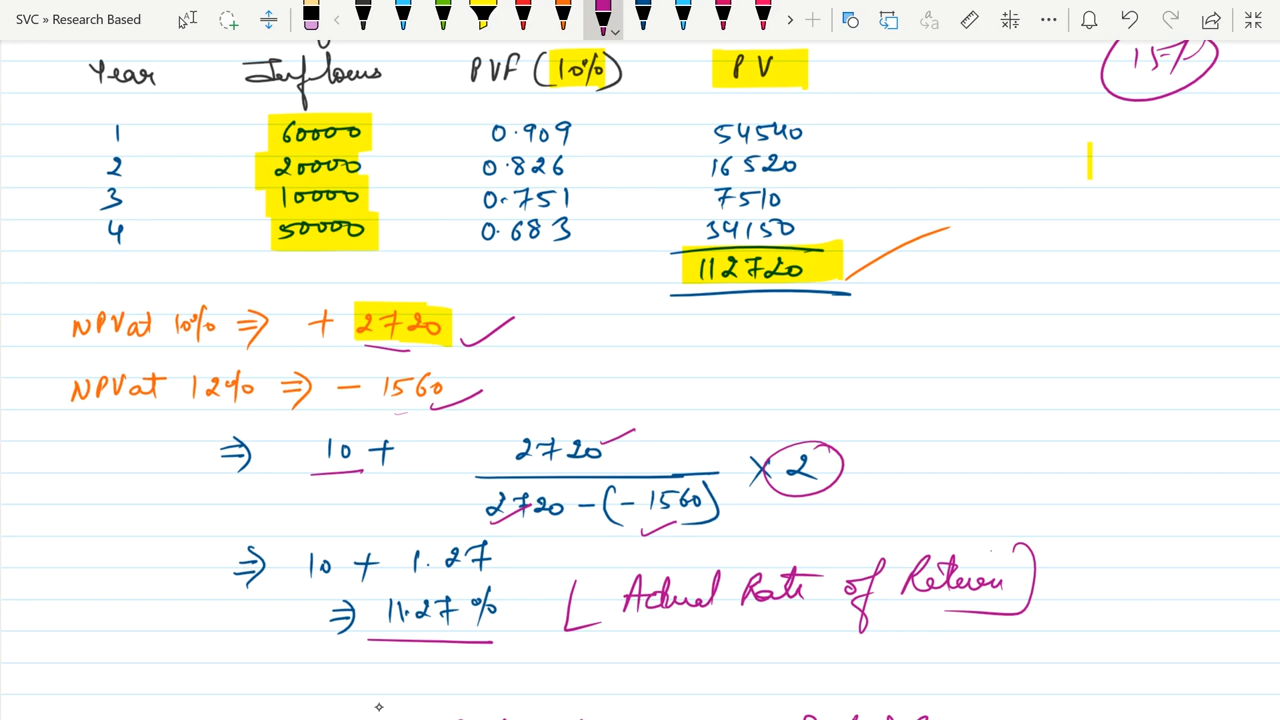 SVC » Research Based
Year Inflows PVF (10%) PV
1 60000 0.909 54540
2 20000 0.826 16520
3 10000 0.751 7510
4 50000 0.683 34150
112720
NPV at 10% ⇒ + 2720
NPV at 12% ⇒ - 1560
⇒ 10 + 2720
2720 - (-1560) × 2
⇒ 10 + 1.27
⇒ 11.27 % [Actual Rate of Return]